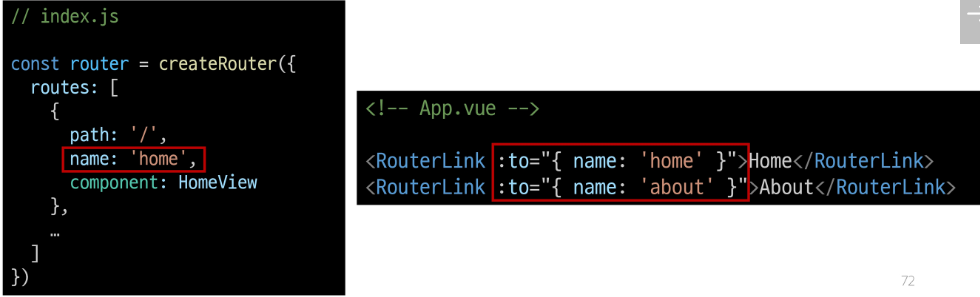 // index.js
const router = createRouter({
  routes: [
    {
      path: '/',
      name: 'home',
      component: HomeView
    },
    …
  ]
})
<!-- App.vue -->
<RouterLink :to="{ name: 'home' }">Home</RouterLink>
<RouterLink :to="{ name: 'about' }">About</RouterLink>
72